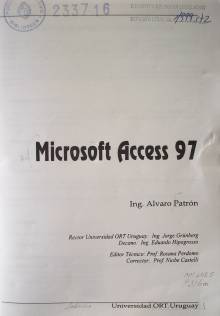 233716
Microsoft Access 97
Ing. Alvaro Patrón
Rector Universidad ORT Uruguay: Ing. Jorge Grünberg
Decano: Ing. Eduardo Hipogrosso
Editor Técnico: Prof. Rosana Perdomo
Corrector: Prof. Niobe Castelli
Universidad ORT Uruguay